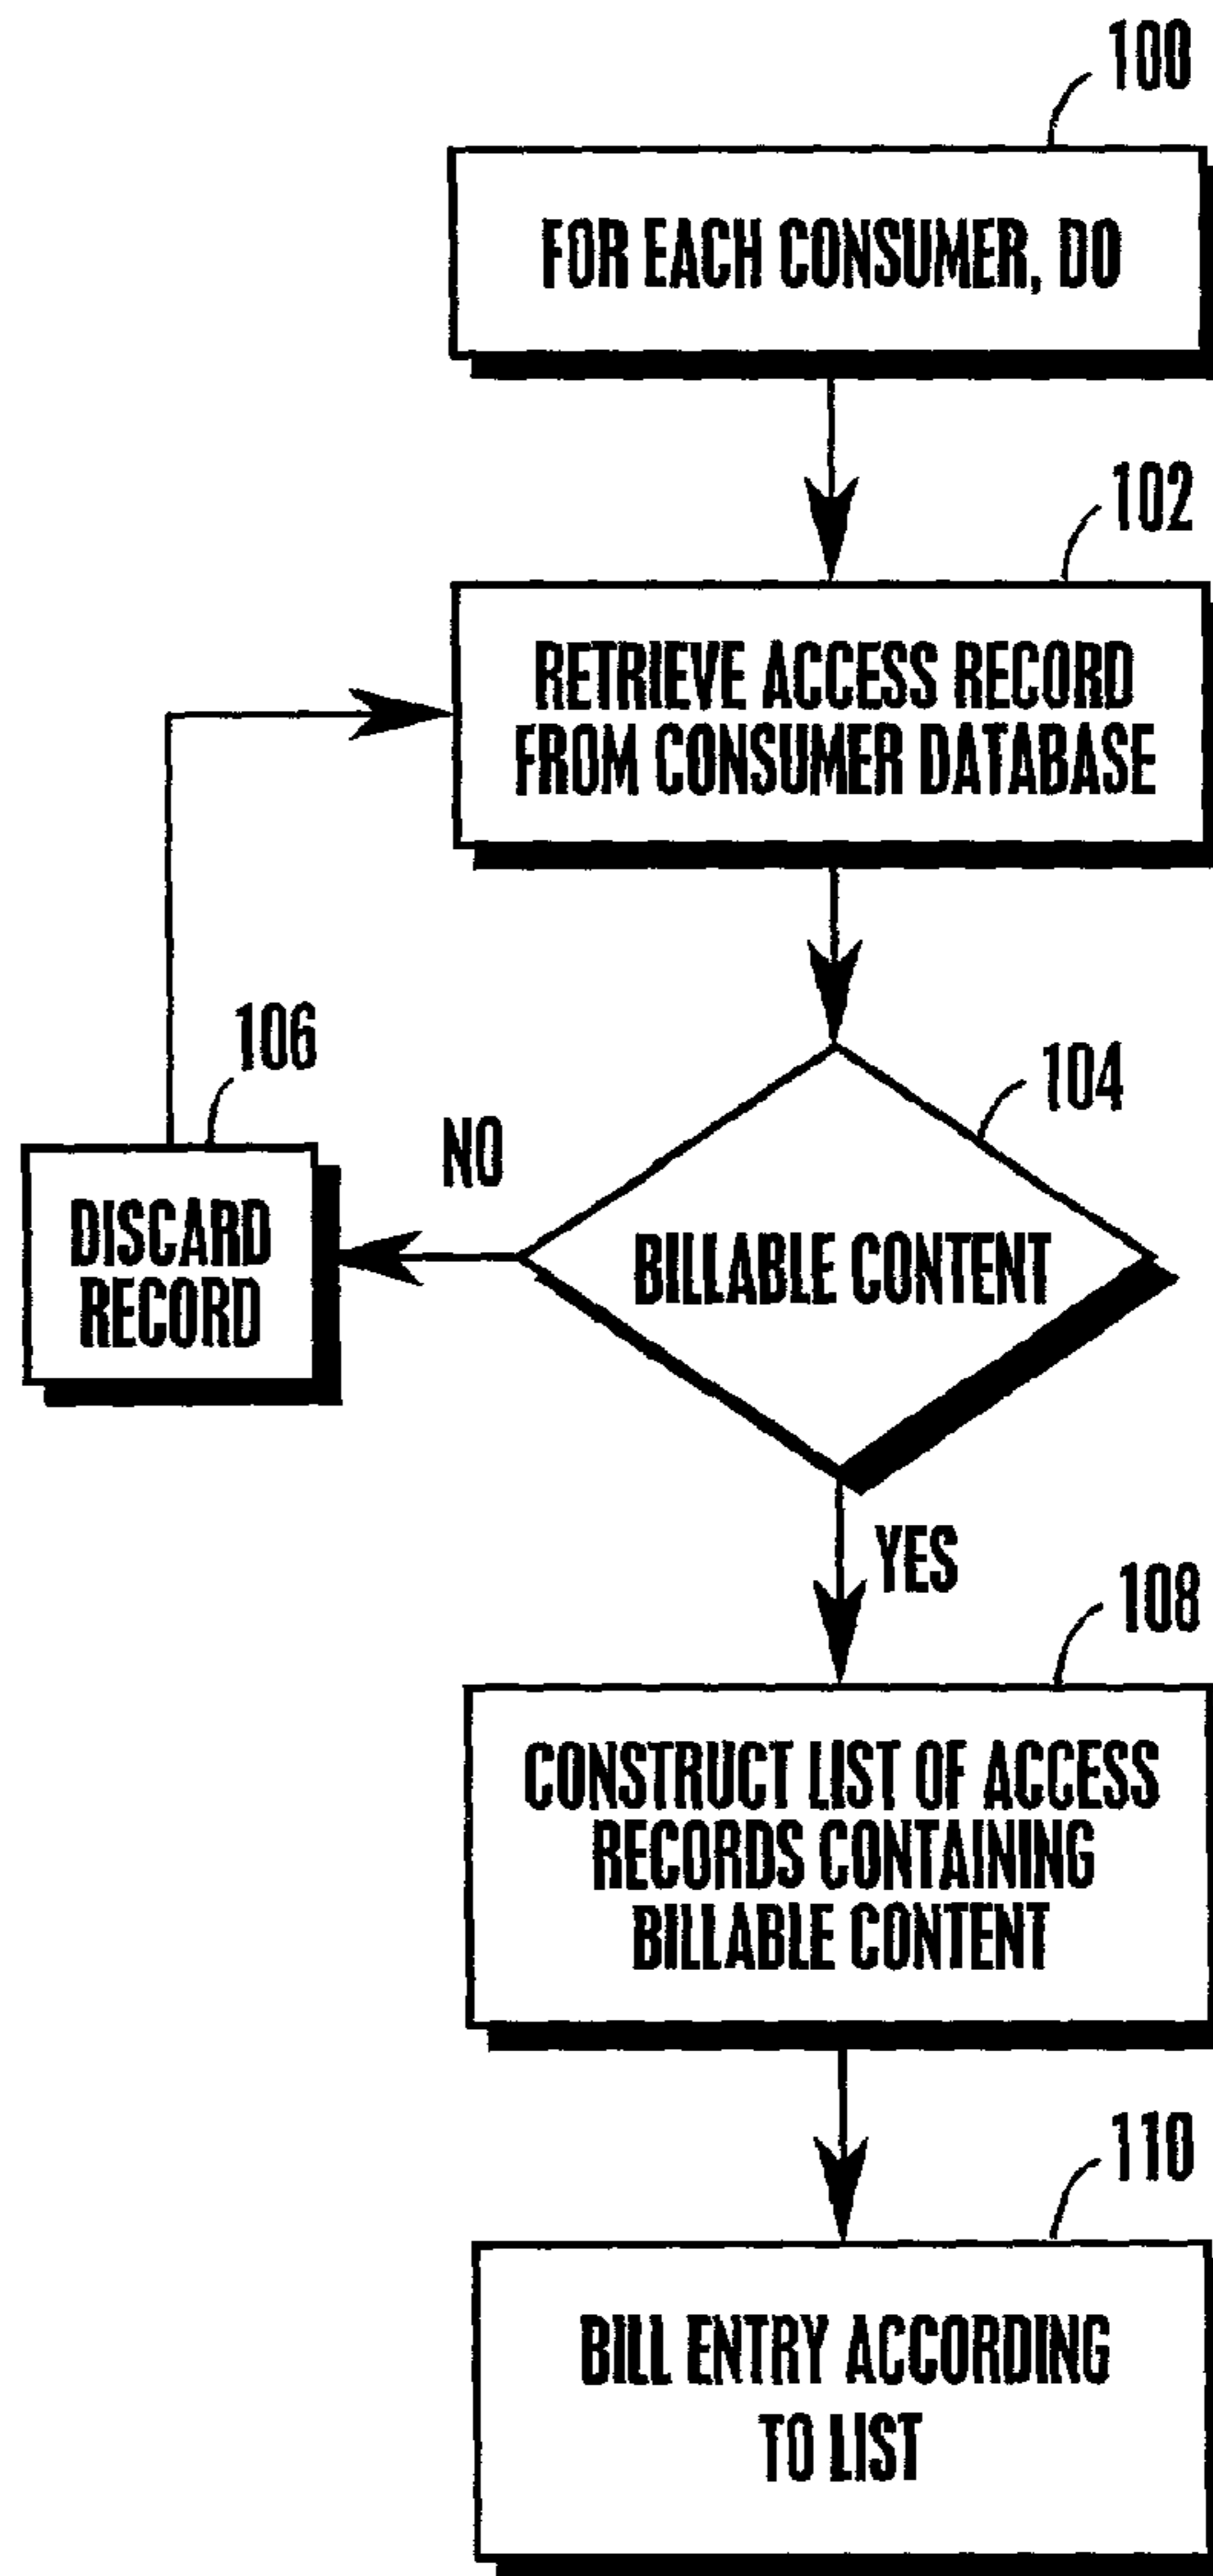 100
FOR EACH CONSUMER, DO
102
RETRIEVE ACCESS RECORD
FROM CONSUMER DATABASE
106
104
NO
DISCARD
RECORD
BILLABLE CONTENT
YES
108
CONSTRUCT LIST OF ACCESS
RECORDS CONTAINING
BILLABLE CONTENT
110
BILL ENTRY ACCORDING
TO LIST